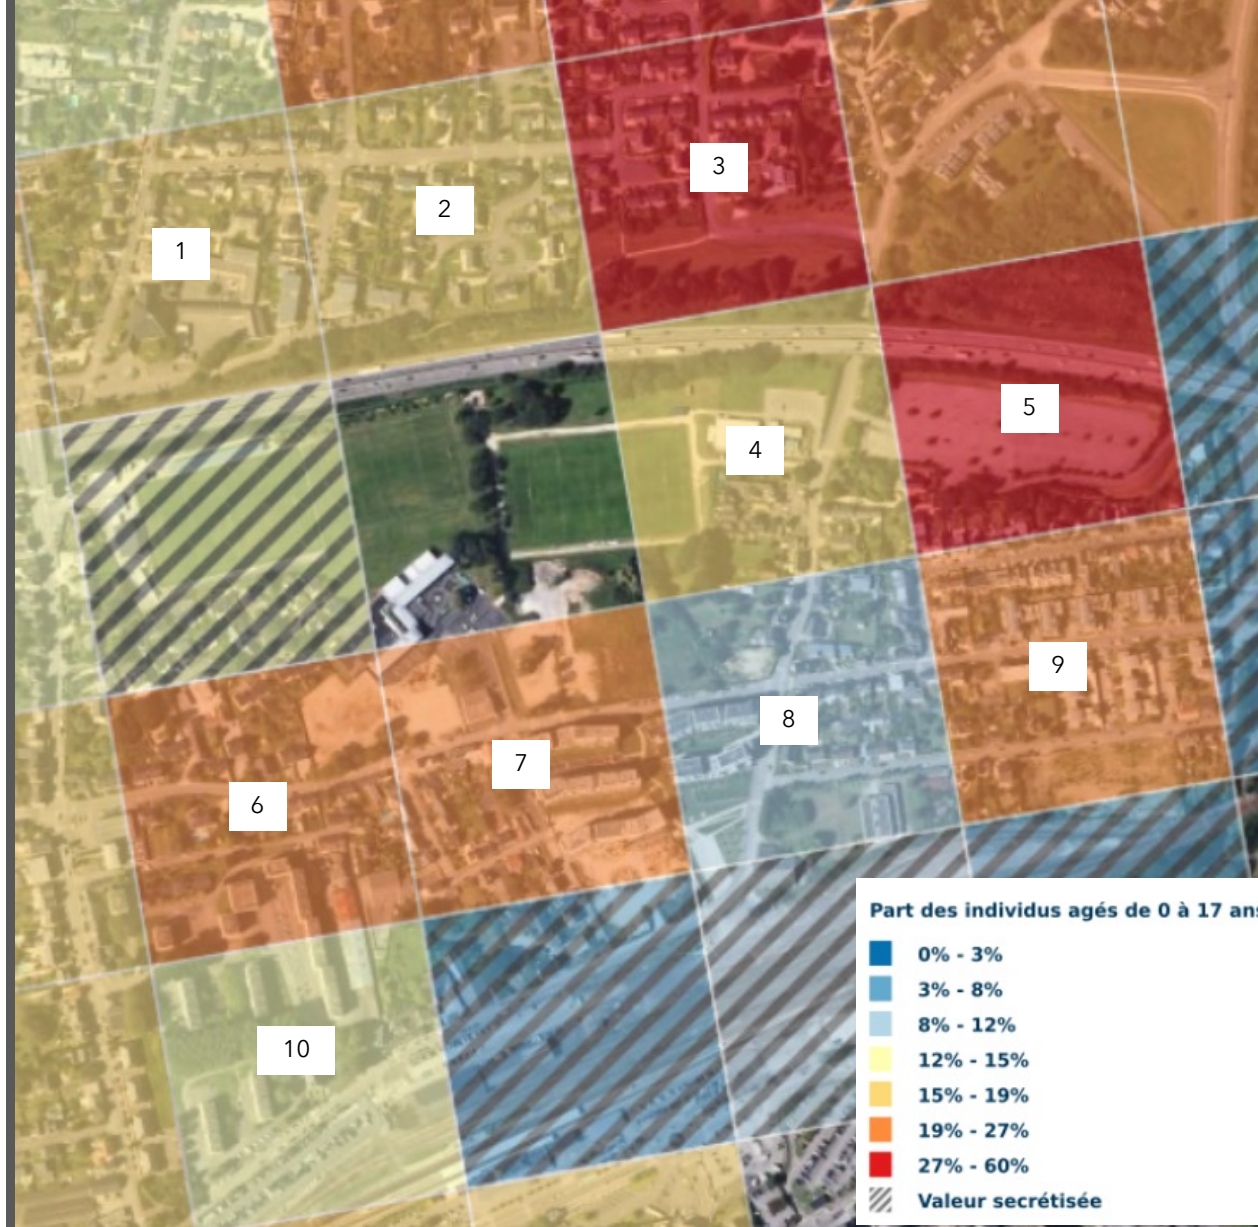 3
2
1
5
4
9
8
7
6
10
Part des individus agés de 0 à 17 ans
0% - 3%
3% - 8%
8% - 12%
12% - 15%
15% - 19%
19% - 27%
27% - 60%
Valeur secrétisée